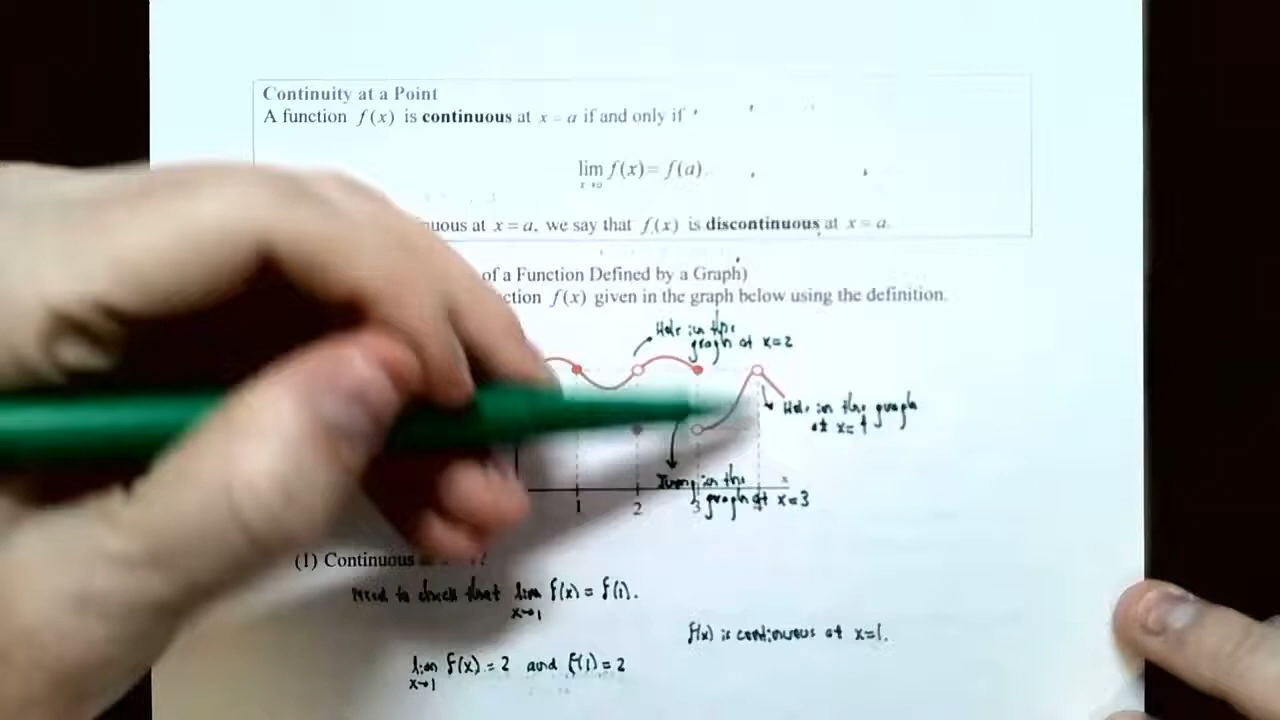 Continuity at a Point
A function f(x) is continuous at x = a if and only if
lim f(x) = f(a).
x→a
uous at x = a, we say that f(x) is discontinuous at x = a.
of a Function Defined by a Graph)
ction f(x) given in the graph below using the definition.
Hole in the
graph at x=2
Hole in the graph
at x=4
Jump in the
graph at x=3
x
1 2 3
(1) Continuous
Need to check that lim f(x) = f(1).
x→1
f(x) is continuous at x=1.
lim f(x) = 2 and f(1) = 2
x→1